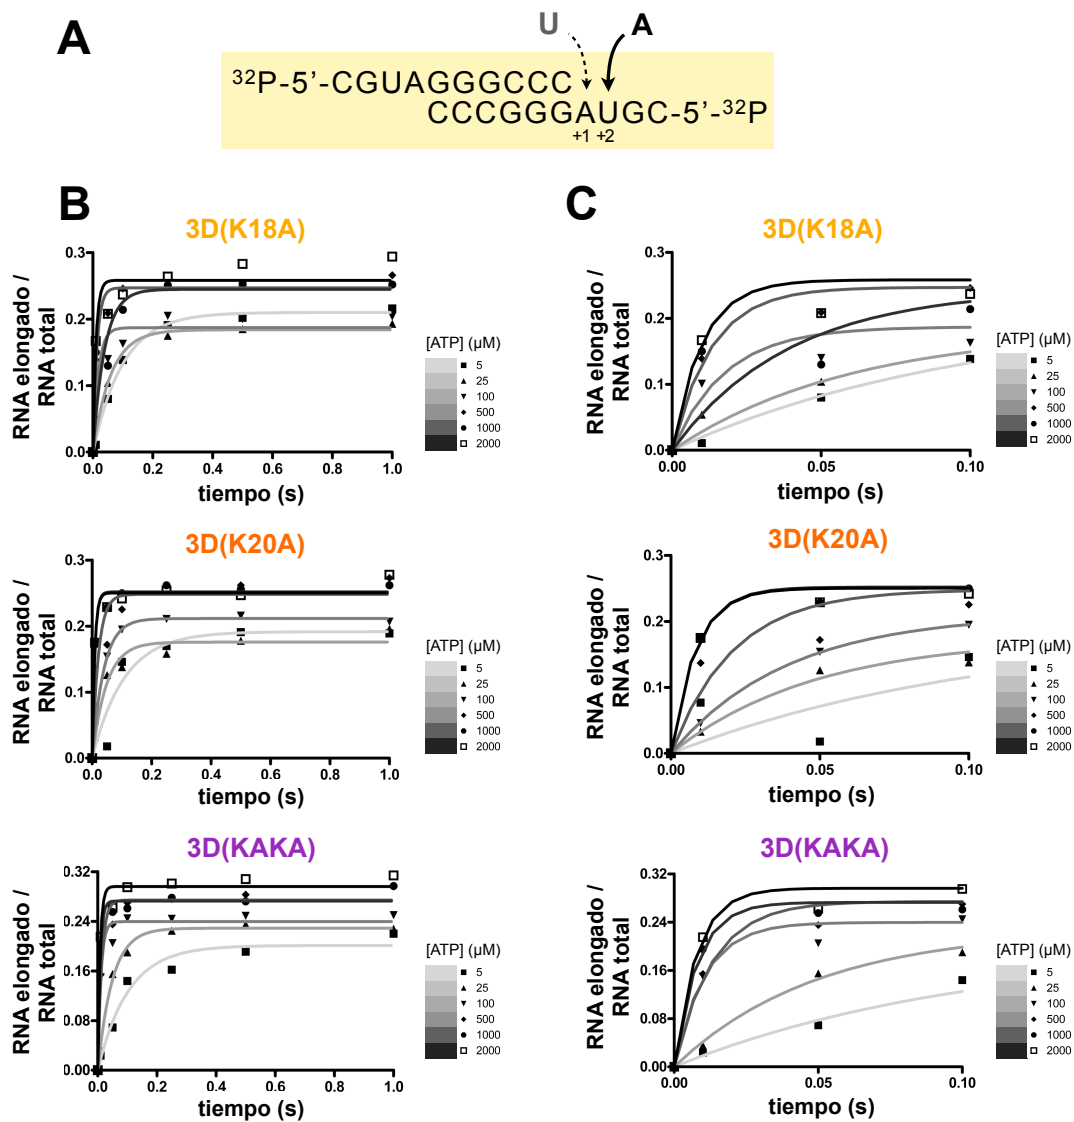 A
U
A
32P-5’-CGUAGGGCCC
CCCGGGAUGC-5’-32P
+1 +2
B
3D(K18A)
RNA elongado /
RNA total
0.3
0.2
0.1
0.0
0.0 0.2 0.4 0.6 0.8 1.0
tiempo (s)
[ATP] (µM)
5
25
100
500
1000
2000
C
3D(K18A)
RNA elongado /
RNA total
0.3
0.2
0.1
0.0
0.00 0.05 0.10
tiempo (s)
[ATP] (µM)
5
25
100
500
1000
2000
3D(K20A)
RNA elongado /
RNA total
0.3
0.2
0.1
0.0
0.0 0.2 0.4 0.6 0.8 1.0
tiempo (s)
[ATP] (µM)
5
25
100
500
1000
2000
3D(K20A)
RNA elongado /
RNA total
0.3
0.2
0.1
0.0
0.00 0.05 0.10
tiempo (s)
[ATP] (µM)
5
25
100
500
1000
2000
3D(KAKA)
RNA elongado /
RNA total
0.32
0.24
0.16
0.08
0.00
0.0 0.2 0.4 0.6 0.8 1.0
tiempo (s)
[ATP] (µM)
5
25
100
500
1000
2000
3D(KAKA)
RNA elongado /
RNA total
0.32
0.24
0.16
0.08
0.00
0.00 0.05 0.10
tiempo (s)
[ATP] (µM)
5
25
100
500
1000
2000